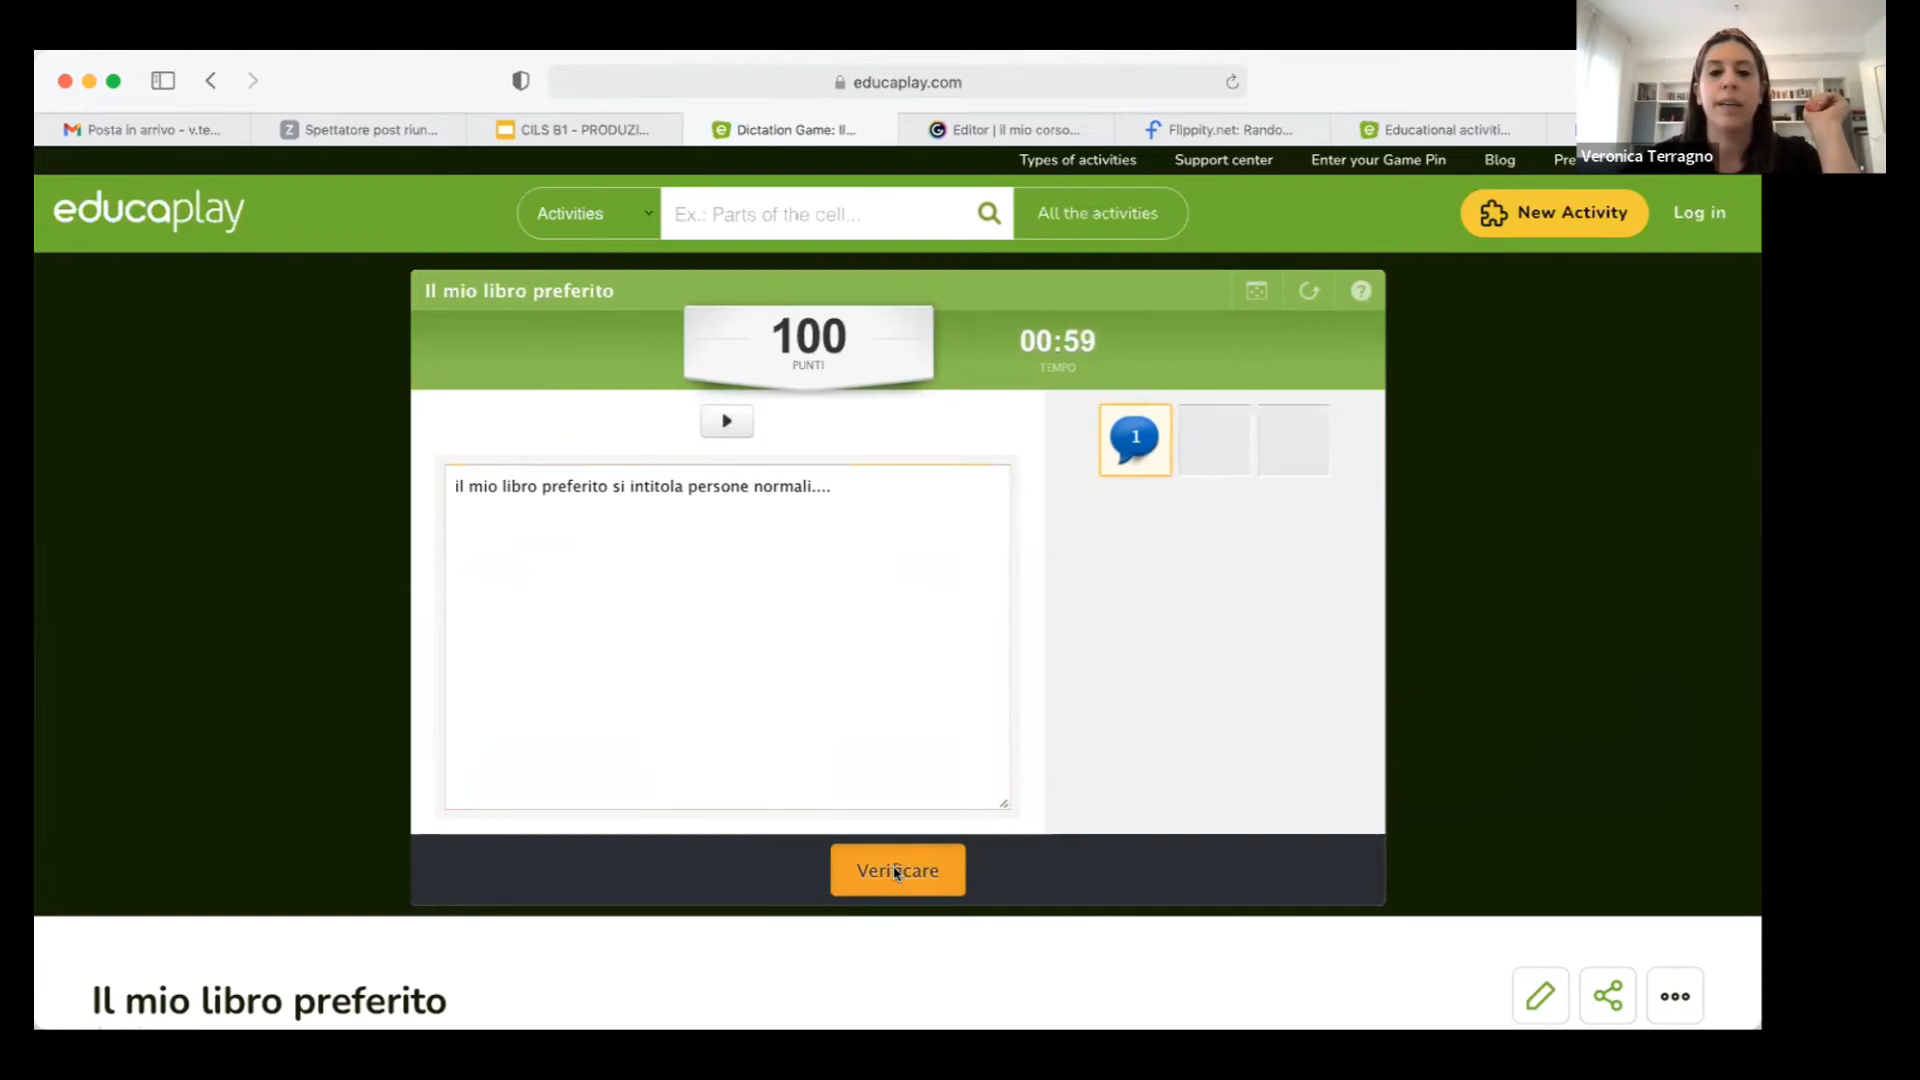 educaplay.com
Posta in arrivo - v.te...
Z Spettatore post riun...
CILS B1 - PRODUZI...
Dictation Game: Il...
Editor | il mio corso...
Flippity.net: Rando...
Educational activiti...
Types of activities
Support center
Enter your Game Pin
Blog
Pre
Veronica Terragno
educaplay
Activities
Ex.: Parts of the cell...
All the activities
New Activity
Log in
Il mio libro preferito
100
PUNTI
00:59
TEMPO
1
il mio libro preferito si intitola persone normali....
Verificare
Il mio libro preferito